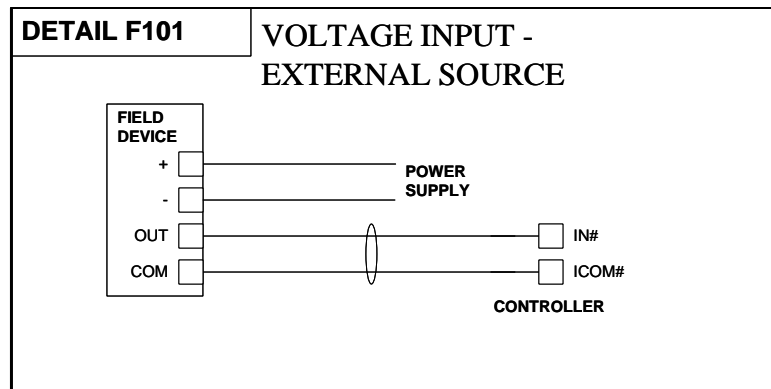 DETAIL F101
VOLTAGE INPUT -
EXTERNAL SOURCE
FIELD
DEVICE
+
-
OUT
COM
POWER
SUPPLY
IN#
ICOM#
CONTROLLER